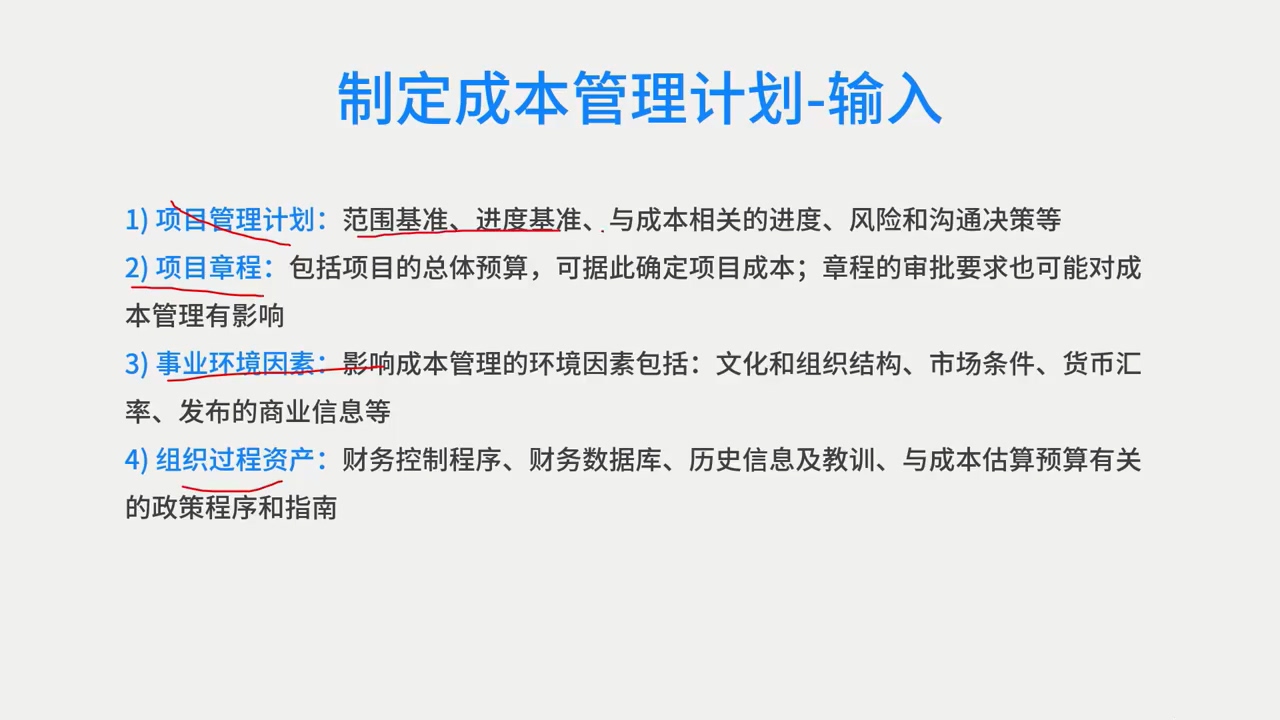 制定成本管理计划-输入
1) 项目管理计划：范围基准、进度基准、与成本相关的进度、风险和沟通决策等
2) 项目章程：包括项目的总体预算，可据此确定项目成本；章程的审批要求也可能对成
本管理有影响
3) 事业环境因素：影响成本管理的环境因素包括：文化和组织结构、市场条件、货币汇
率、发布的商业信息等
4) 组织过程资产：财务控制程序、财务数据库、历史信息及教训、与成本估算预算有关
的政策程序和指南